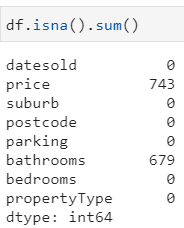 df.isna().sum()
datesold 0
price 743
suburb 0
postcode 0
parking 0
bathrooms 679
bedrooms 0
propertyType 0
dtype: int64